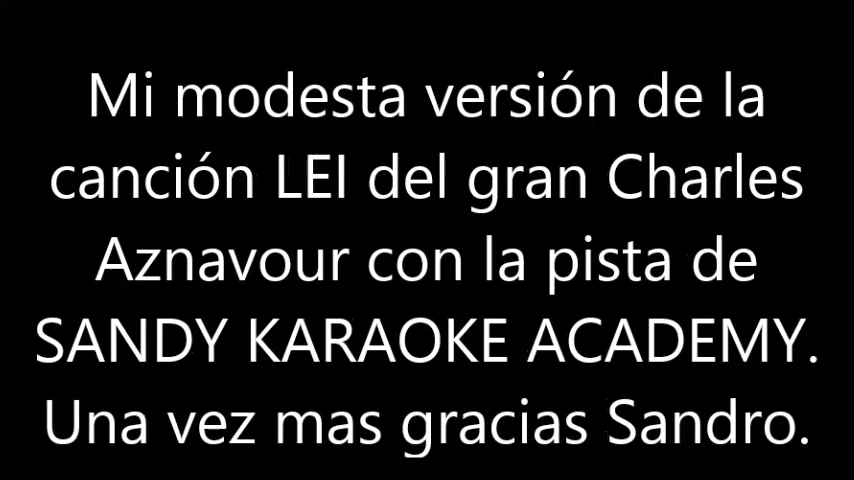 Mi modesta versión de la
canción LEI del gran Charles
Aznavour con la pista de
SANDY KARAOKE ACADEMY.
Una vez mas gracias Sandro.